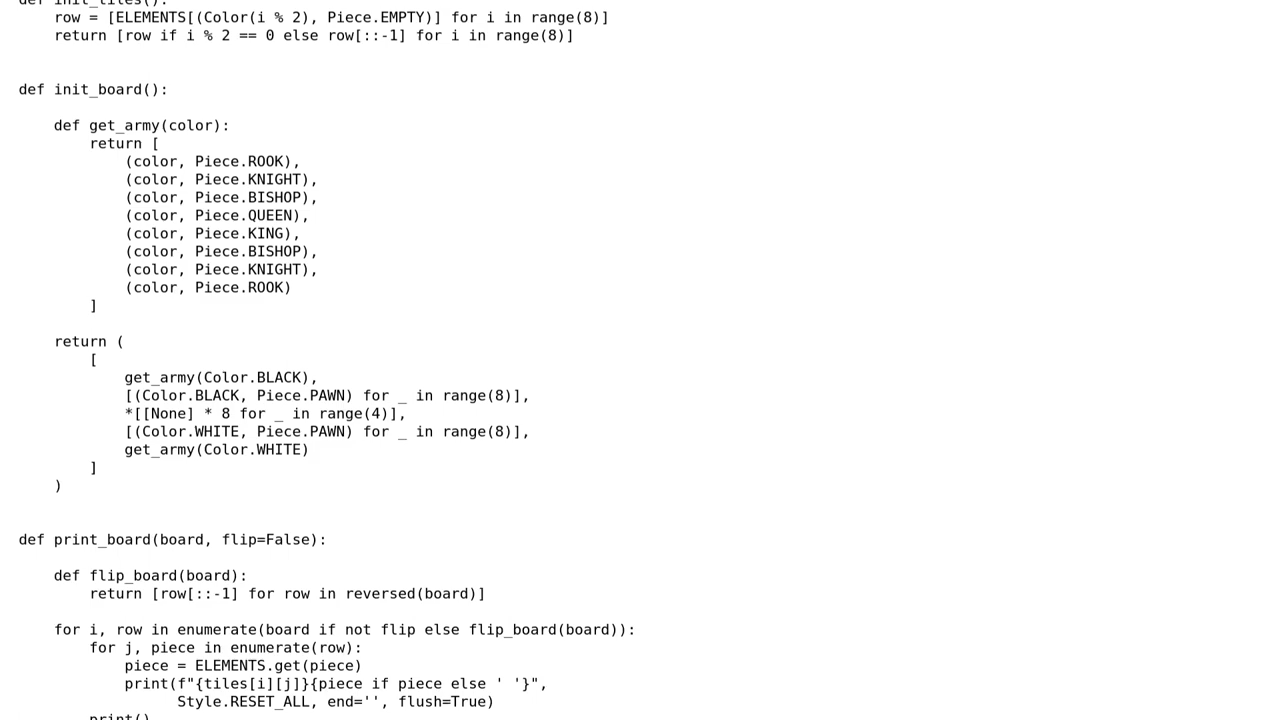 def init_tiles():
    row = [ELEMENTS[(Color(i % 2), Piece.EMPTY)] for i in range(8)]
    return [row if i % 2 == 0 else row[::-1] for i in range(8)]


def init_board():

    def get_army(color):
        return [
            (color, Piece.ROOK),
            (color, Piece.KNIGHT),
            (color, Piece.BISHOP),
            (color, Piece.QUEEN),
            (color, Piece.KING),
            (color, Piece.BISHOP),
            (color, Piece.KNIGHT),
            (color, Piece.ROOK)
        ]

    return (
        [
            get_army(Color.BLACK),
            [(Color.BLACK, Piece.PAWN) for _ in range(8)],
            *[[None] * 8 for _ in range(4)],
            [(Color.WHITE, Piece.PAWN) for _ in range(8)],
            get_army(Color.WHITE)
        ]
    )


def print_board(board, flip=False):

    def flip_board(board):
        return [row[::-1] for row in reversed(board)]

    for i, row in enumerate(board if not flip else flip_board(board)):
        for j, piece in enumerate(row):
            piece = ELEMENTS.get(piece)
            print(f"{tiles[i][j]}{piece if piece else ' '}",
                  Style.RESET_ALL, end='', flush=True)
        print()